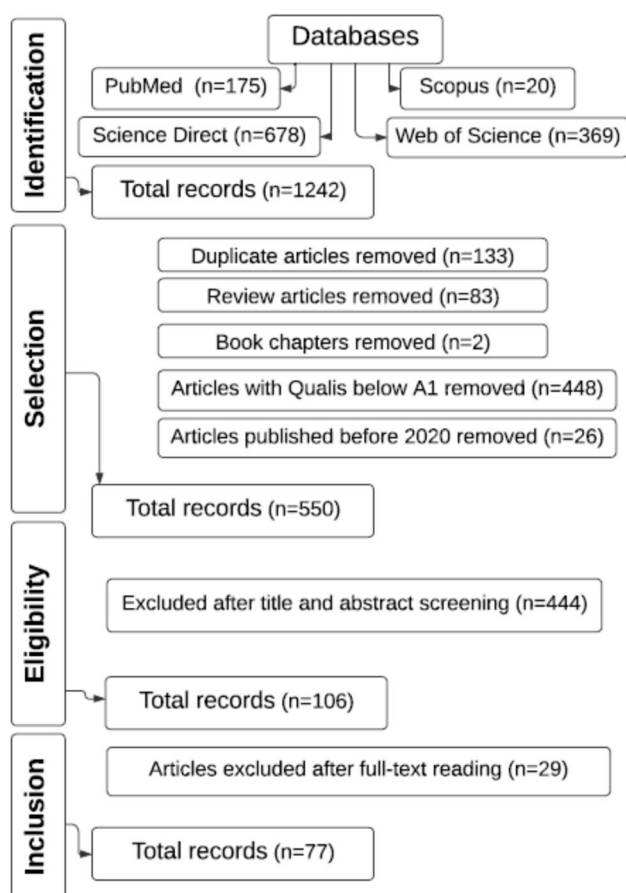 Identification
Databases
PubMed (n=175)
Scopus (n=20)
Science Direct (n=678)
Web of Science (n=369)
Total records (n=1242)
Selection
Duplicate articles removed (n=133)
Review articles removed (n=83)
Book chapters removed (n=2)
Articles with Qualis below A1 removed (n=448)
Articles published before 2020 removed (n=26)
Total records (n=550)
Eligibility
Excluded after title and abstract screening (n=444)
Total records (n=106)
Inclusion
Articles excluded after full-text reading (n=29)
Total records (n=77)